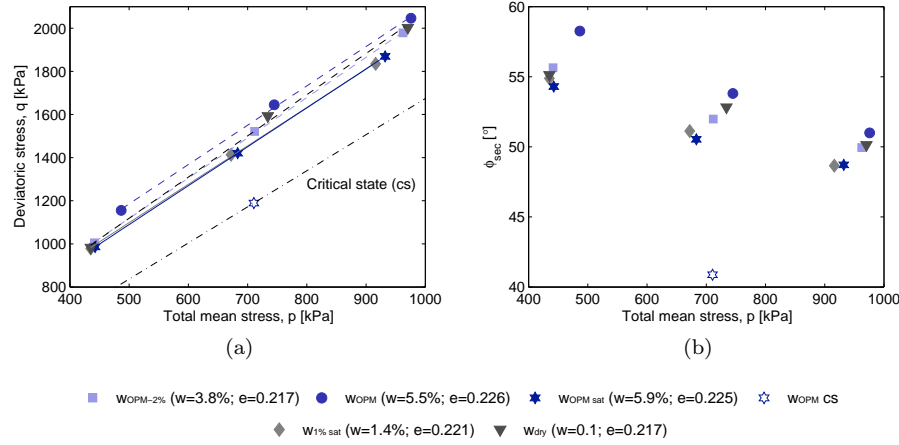 2000
1800
1600
1400
1200
1000
800
400 500 600 700 800 900 1000
Deviatoric stress, q [kPa]
Total mean stress, p [kPa]
Critical state (cs)
(a)
60
55
50
45
40
400 500 600 700 800 900 1000
ϕsec [°]
Total mean stress, p [kPa]
(b)
wOPM−2% (w=3.8%; e=0.217) wOPM (w=5.5%; e=0.226) wOPM sat (w=5.9%; e=0.225) wOPM cs
w1% sat (w=1.4%; e=0.221) wdry (w=0.1; e=0.217)